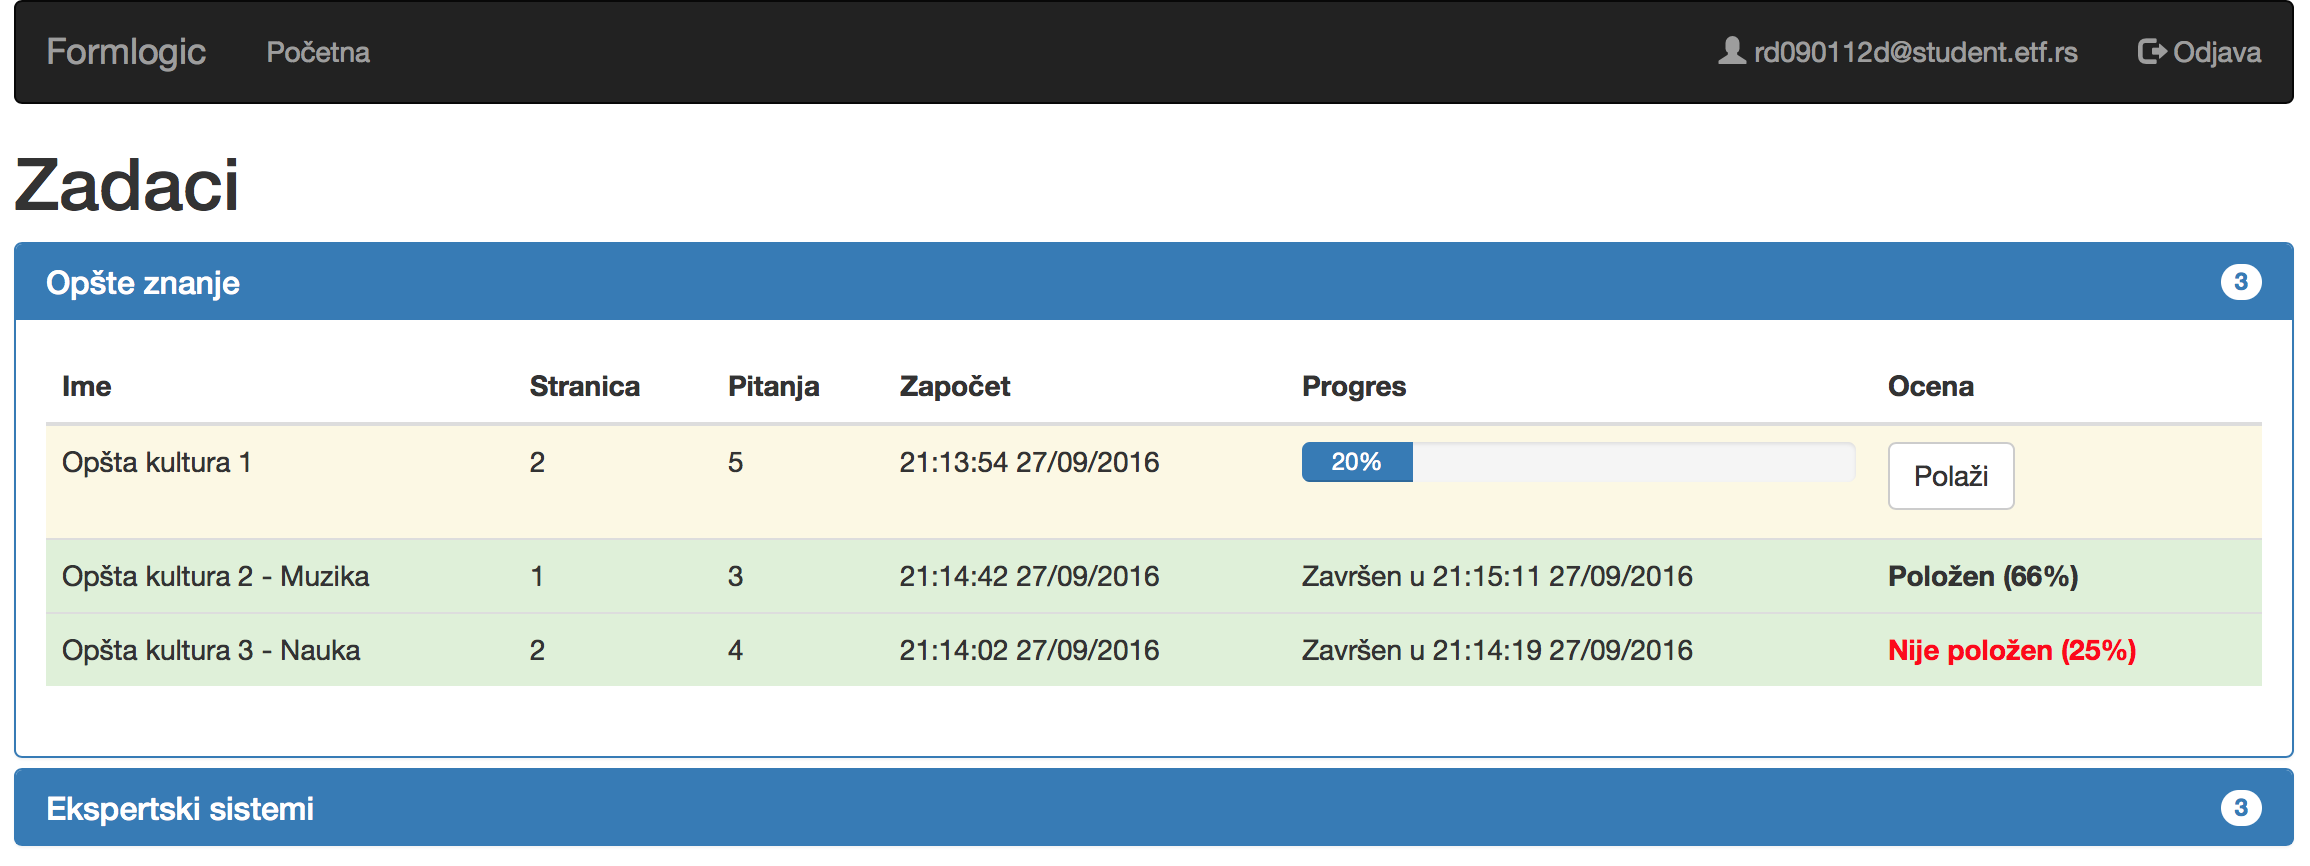 Formlogic Početna rd090112d@student.etf.rs Odjava
Zadaci
Opšte znanje 3
Ime Stranica Pitanja Započet Progres Ocena
Opšta kultura 1 2 5 21:13:54 27/09/2016 20% Polaži
Opšta kultura 2 - Muzika 1 3 21:14:42 27/09/2016 Završen u 21:15:11 27/09/2016 Položen (66%)
Opšta kultura 3 - Nauka 2 4 21:14:02 27/09/2016 Završen u 21:14:19 27/09/2016 Nije položen (25%)
Ekspertski sistemi 3